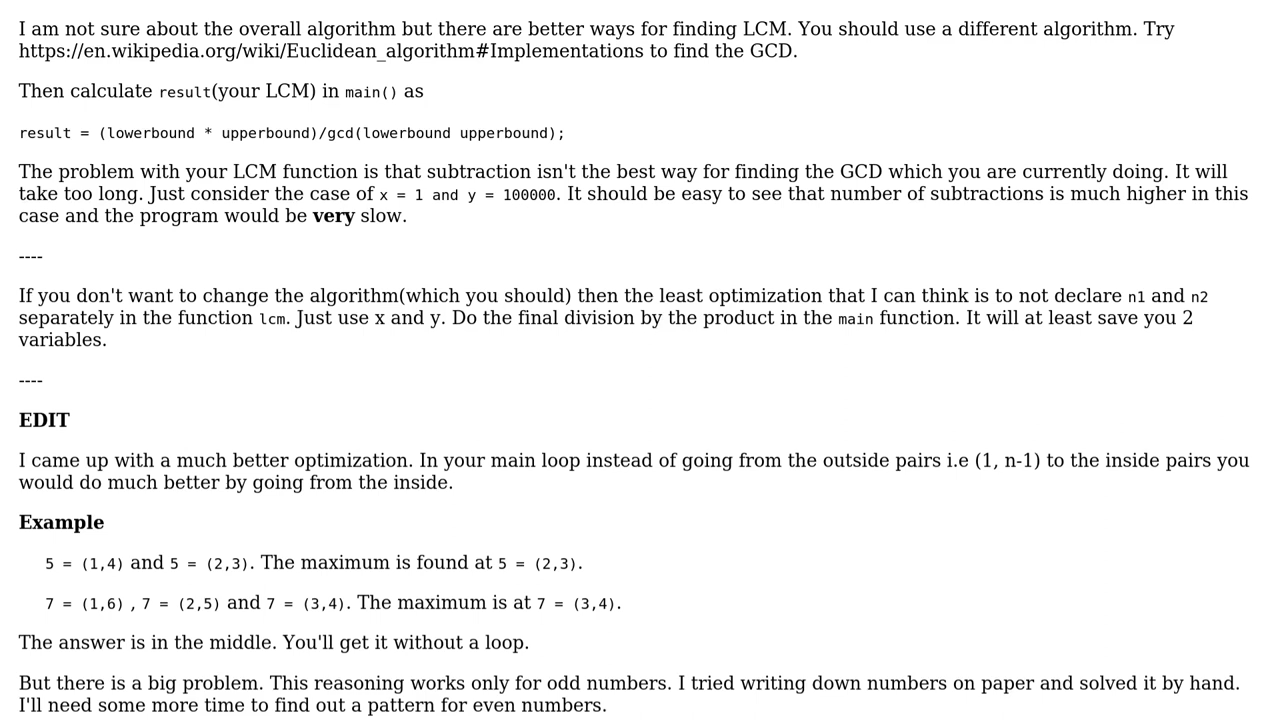 I am not sure about the overall algorithm but there are better ways for finding LCM. You should use a different algorithm. Try
https://en.wikipedia.org/wiki/Euclidean_algorithm#Implementations to find the GCD.
Then calculate result(your LCM) in main() as
result = (lowerbound * upperbound)/gcd(lowerbound upperbound);
The problem with your LCM function is that subtraction isn't the best way for finding the GCD which you are currently doing. It will
take too long. Just consider the case of x = 1 and y = 100000. It should be easy to see that number of subtractions is much higher in this
case and the program would be very slow.
----
If you don't want to change the algorithm(which you should) then the least optimization that I can think is to not declare n1 and n2
separately in the function lcm. Just use x and y. Do the final division by the product in the main function. It will at least save you 2
variables.
----
EDIT
I came up with a much better optimization. In your main loop instead of going from the outside pairs i.e (1, n-1) to the inside pairs you
would do much better by going from the inside.
Example
5 = (1,4) and 5 = (2,3). The maximum is found at 5 = (2,3).
7 = (1,6) , 7 = (2,5) and 7 = (3,4). The maximum is at 7 = (3,4).
The answer is in the middle. You'll get it without a loop.
But there is a big problem. This reasoning works only for odd numbers. I tried writing down numbers on paper and solved it by hand.
I'll need some more time to find out a pattern for even numbers.